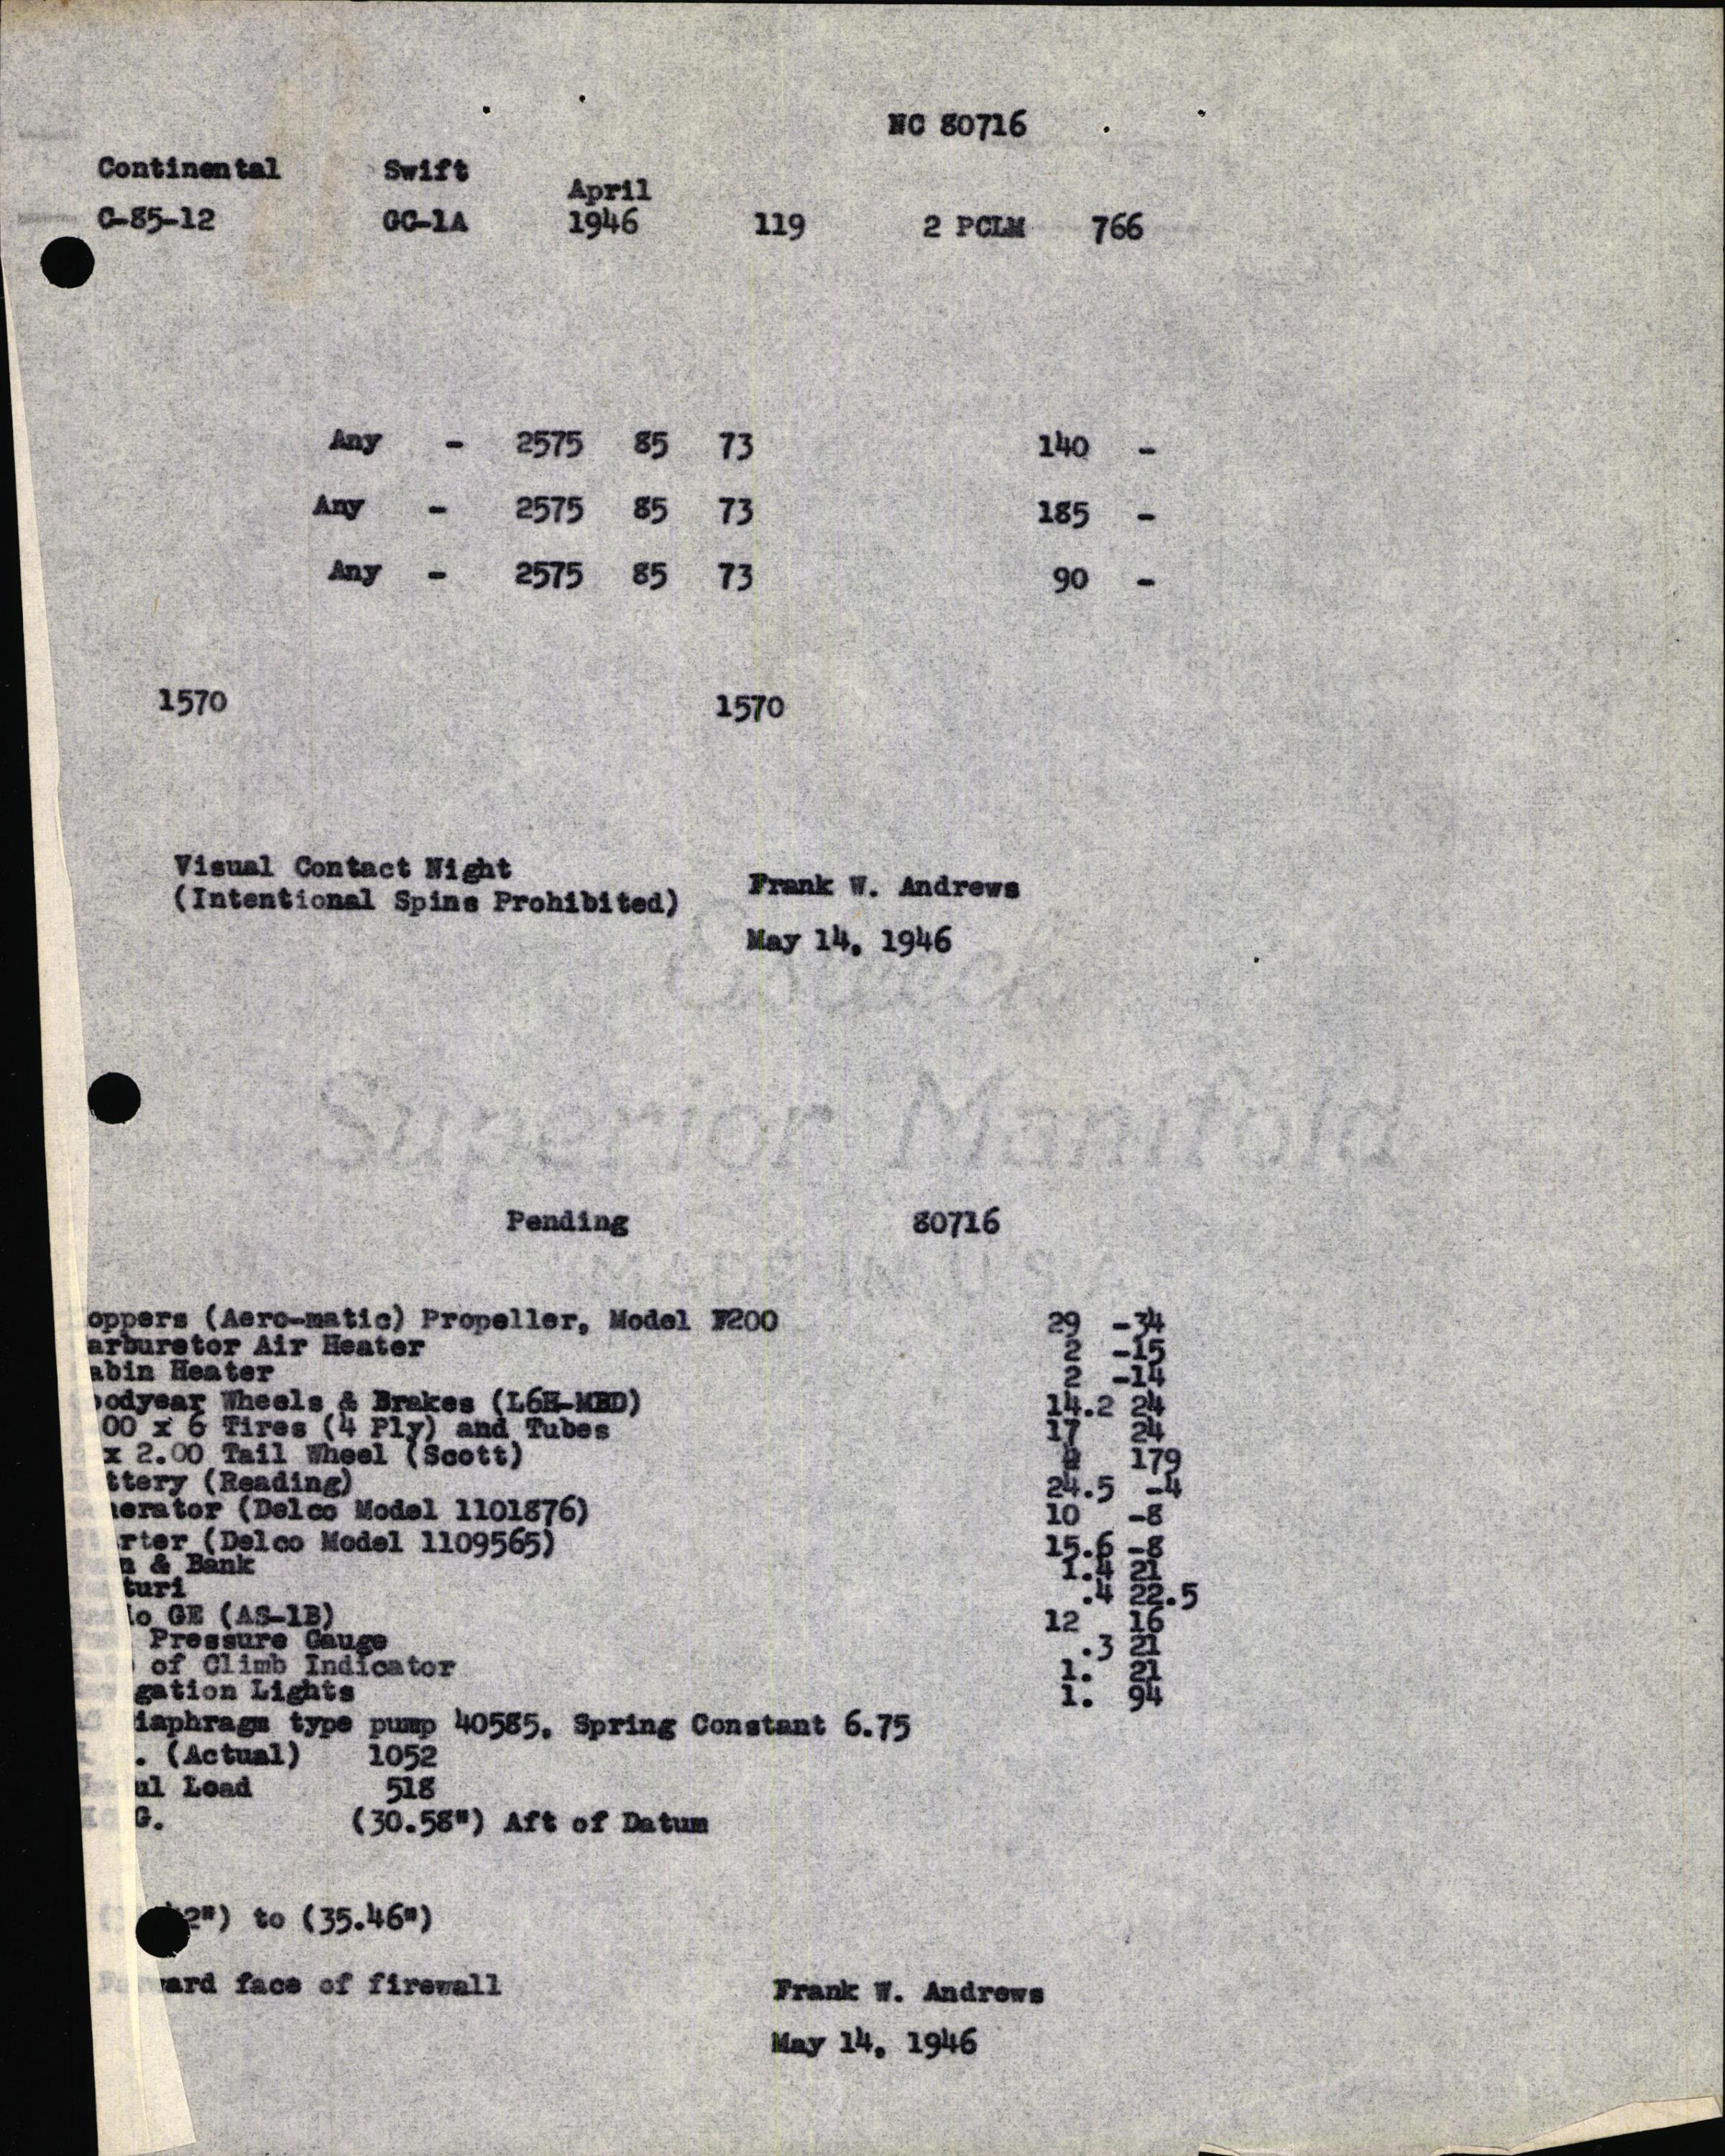 NC 80716
Continental Swift
April
C-85-12 GC-1A 1946 119 2 PCLM 766
Any - 2575 85 73 140 -
Any - 2575 85 73 185 -
Any - 2575 85 73 90 -
1570 1570
Visual Contact Night
(Intentional Spins Prohibited) Frank W. Andrews
May 14, 1946
Superior Manifold
Pending 80716
MADE IN U S A
oppers (Aero-matic) Propeller, Model F200 29 -34
arburetor Air Heater 2 -15
abin Heater 2 -14
oodyear Wheels & Brakes (L6H-MBD) 14.2 24
00 x 6 Tires (4 Ply) and Tubes 17 24
x 2.00 Tail Wheel (Scott) 179
ttery (Reading) 24.5 -4
nerator (Delco Model 1101876) 10 -8
rter (Delco Model 1109565) 15.6 -8
n & Bank 1.4 21
turi .4 22.5
io GE (AS-1B) 12 16
Pressure Gauge .3 21
of Climb Indicator 1. 21
gation Lights 1. 94
iaphragm type pump 40585, Spring Constant 6.75
. (Actual) 1052
ul Load 518
G. (30.58") Aft of Datum
2") to (35.46")
Forward face of firewall Frank W. Andrews
May 14, 1946